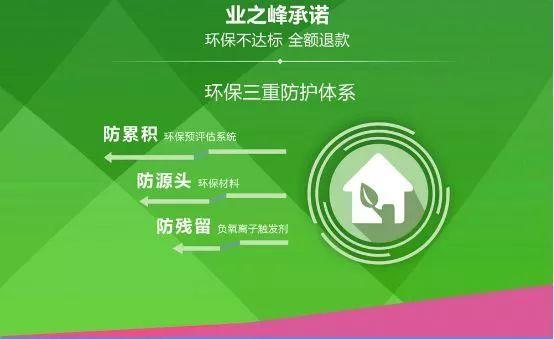 业之峰承诺
环保不达标 全额退款
环保三重防护体系
防累积 环保预评估系统
防源头 环保材料
防残留 负氧离子触发剂